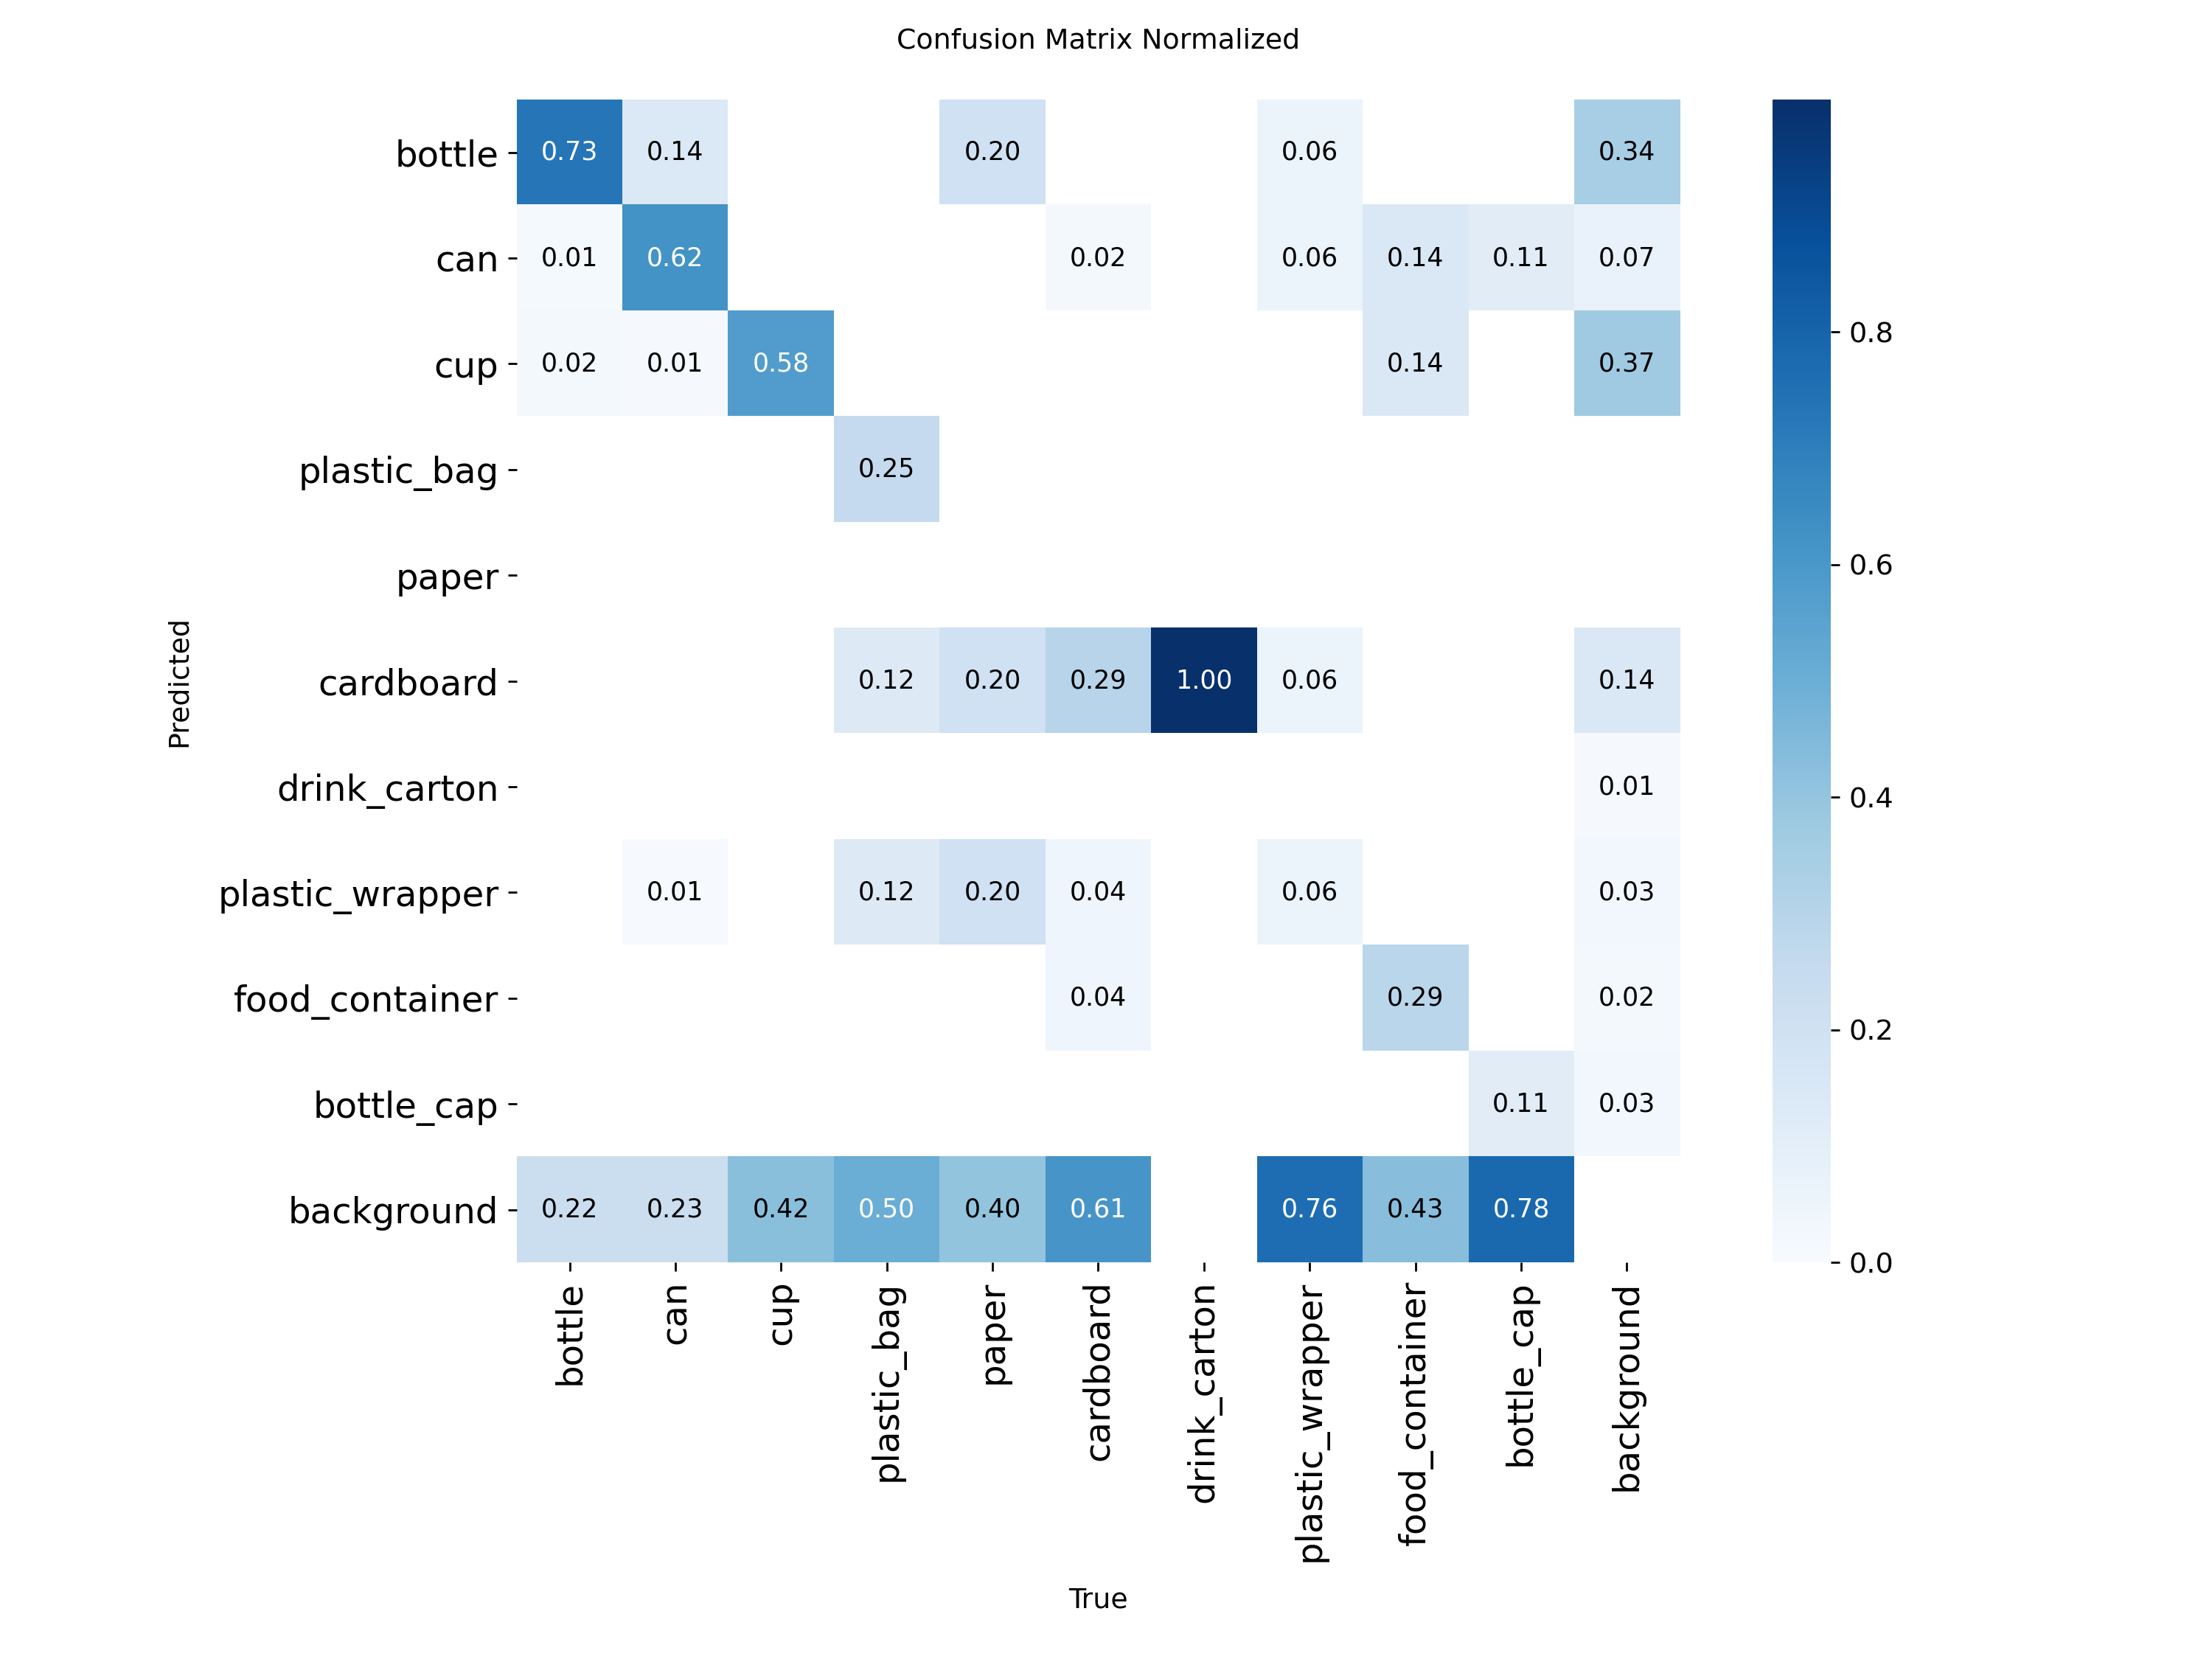 Confusion Matrix Normalized
bottle 0.73 0.14 0.20 0.06 0.34
can 0.01 0.62 0.02 0.06 0.14 0.11 0.07
cup 0.02 0.01 0.58 0.14 0.37
plastic_bag 0.25
paper
cardboard 0.12 0.20 0.29 1.00 0.06 0.14
drink_carton 0.01
plastic_wrapper 0.01 0.12 0.20 0.04 0.06 0.03
food_container 0.04 0.29 0.02
bottle_cap 0.11 0.03
background 0.22 0.23 0.42 0.50 0.40 0.61 0.76 0.43 0.78
Predicted
bottle can cup plastic_bag paper cardboard drink_carton plastic_wrapper food_container bottle_cap background
True
0.8
0.6
0.4
0.2
0.0